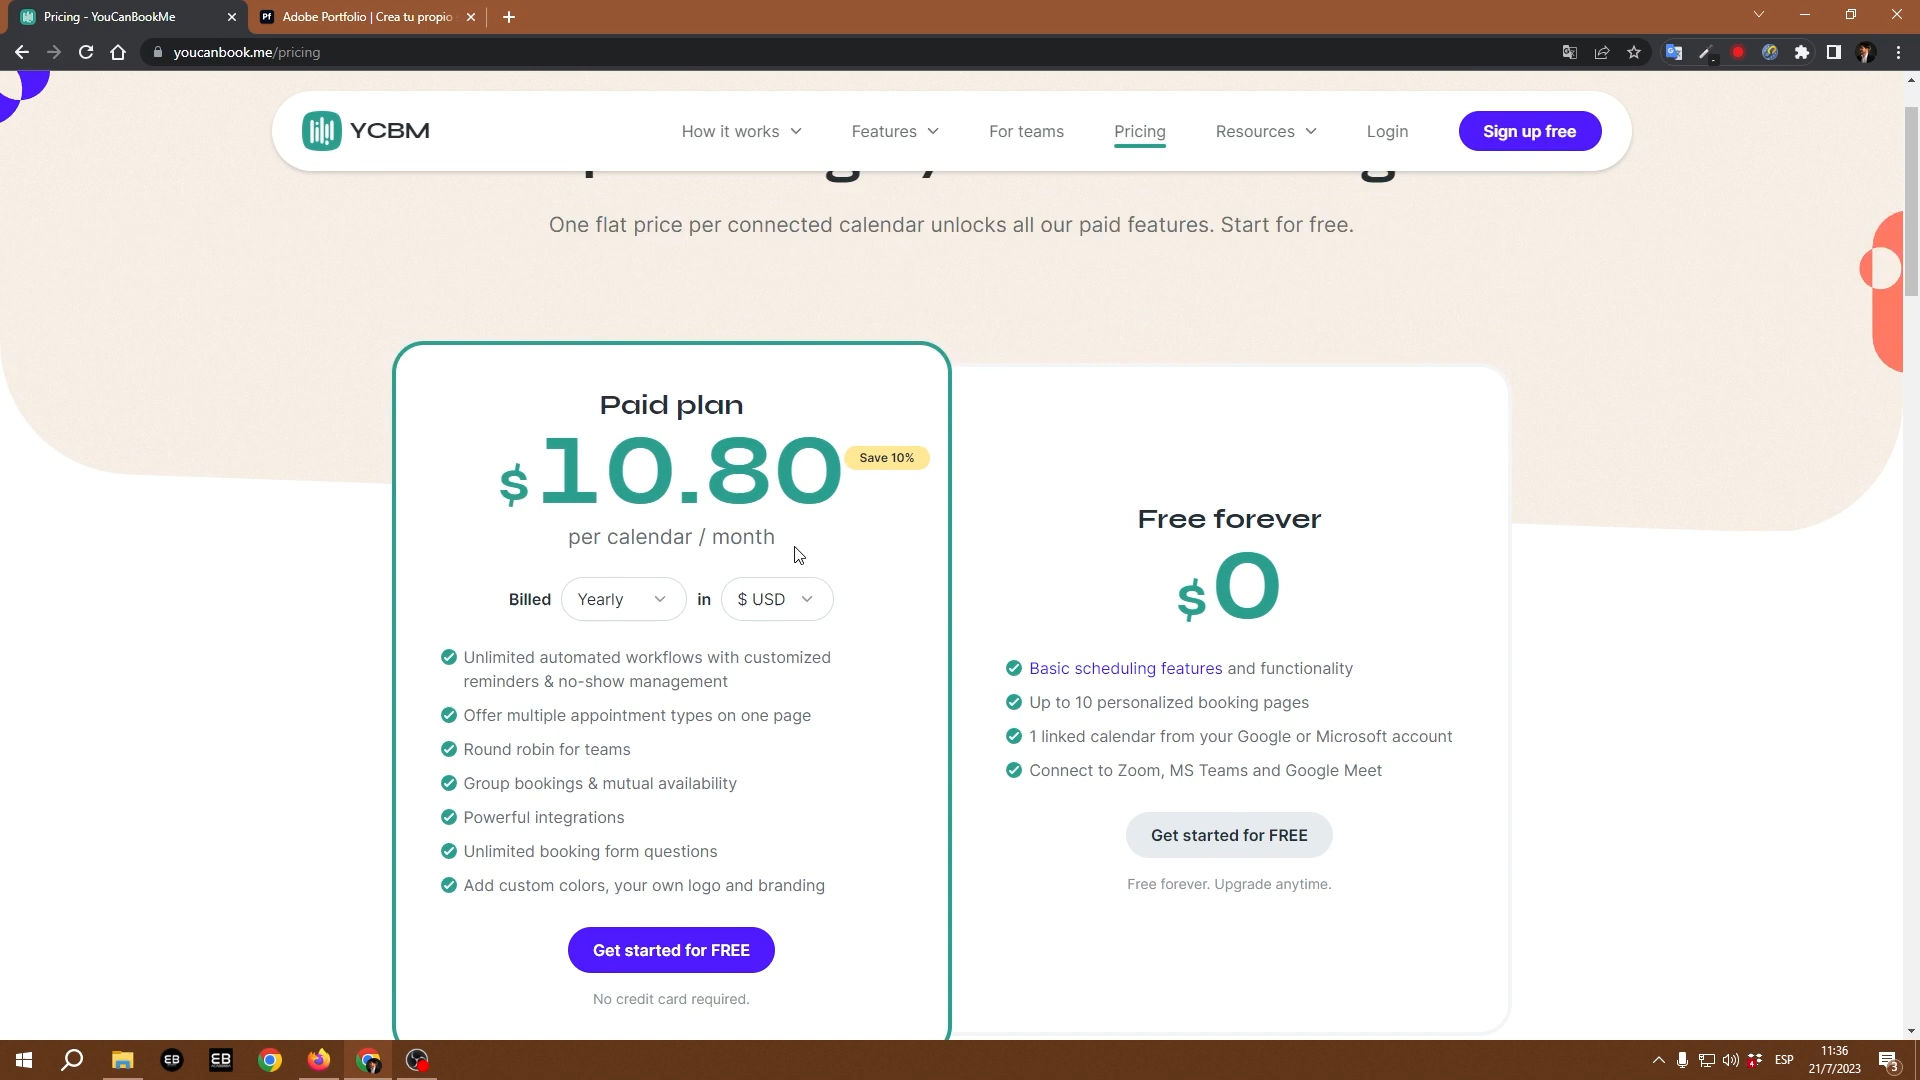 Pricing - YouCanBookMe
Adobe Portfolio | Crea tu propio
youcanbook.me/pricing
YCBM
How it works
Features
For teams
Pricing
Resources
Login
Sign up free
One flat price per connected calendar unlocks all our paid features. Start for free.
Paid plan
$10.80
Save 10%
per calendar / month
Billed Yearly in $ USD
Unlimited automated workflows with customized
reminders & no-show management
Offer multiple appointment types on one page
Round robin for teams
Group bookings & mutual availability
Powerful integrations
Unlimited booking form questions
Add custom colors, your own logo and branding
Get started for FREE
No credit card required.
Free forever
$0
Basic scheduling features and functionality
Up to 10 personalized booking pages
1 linked calendar from your Google or Microsoft account
Connect to Zoom, MS Teams and Google Meet
Get started for FREE
Free forever. Upgrade anytime.
EB
EB
ESP
11:36
21/7/2023
3